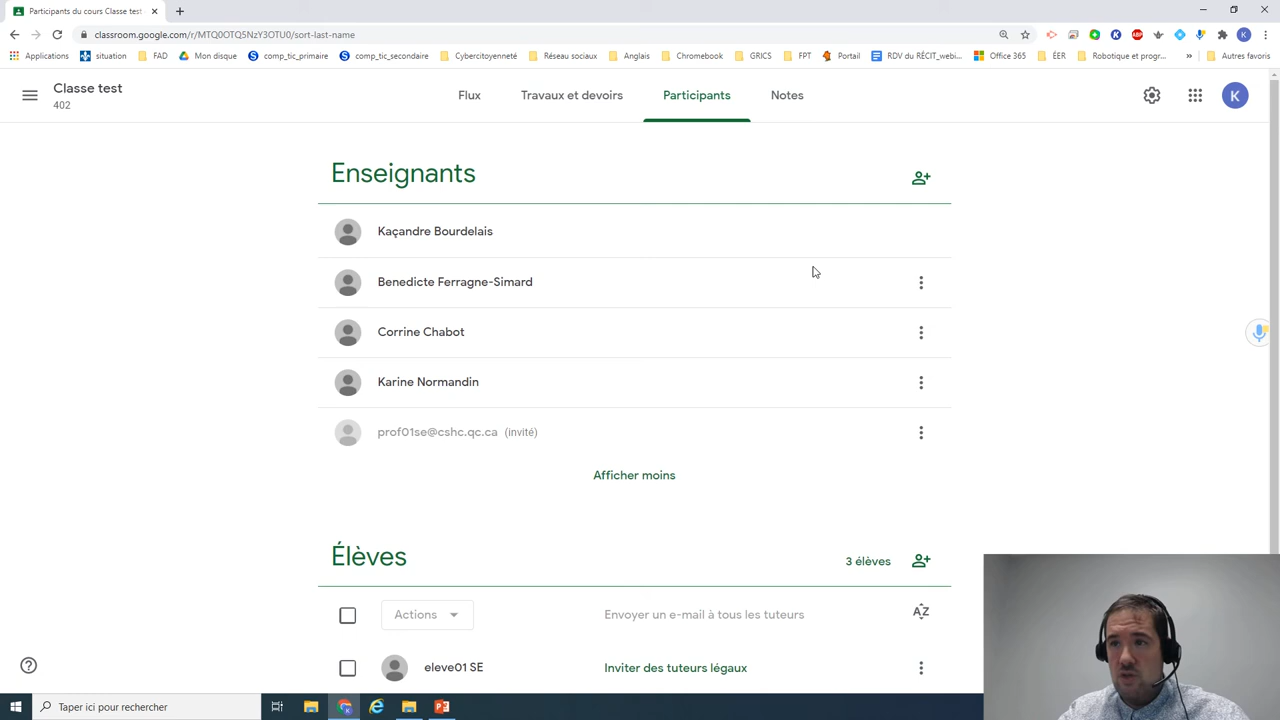 Participants du cours Classe test
classroom.google.com/r/MTQ0OTQ5NzY3OTU0/sort-last-name
Applications situation FAD Mon disque comp_tic_primaire comp_tic_secondaire Cybercitoyenneté Réseau sociaux Anglais Chromebook GRICS FPT Portail RDV du RÉCIT_webi... Office 365 ÉER Robotique et progr... » Autres favoris
Classe test
402
Flux Travaux et devoirs Participants Notes
K
Enseignants
Kaçandre Bourdelais
Benedicte Ferragne-Simard
Corrine Chabot
Karine Normandin
prof01se@cshc.qc.ca (invité)
Afficher moins
Élèves 3 élèves
Actions Envoyer un e-mail à tous les tuteurs AZ
eleve01 SE Inviter des tuteurs légaux
Taper ici pour rechercher